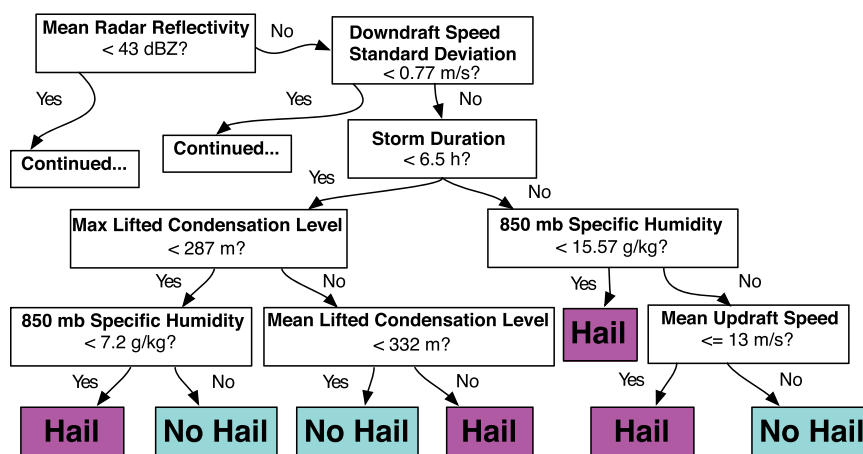 Mean Radar Reflectivity
< 43 dBZ?
No
Downdraft Speed
Standard Deviation
< 0.77 m/s?
Yes
Yes
No
Continued...
Continued...
Storm Duration
< 6.5 h?
Yes
No
Max Lifted Condensation Level
< 287 m?
850 mb Specific Humidity
< 15.57 g/kg?
Yes
No
Yes
No
850 mb Specific Humidity
< 7.2 g/kg?
Mean Lifted Condensation Level
< 332 m?
Hail
Mean Updraft Speed
<= 13 m/s?
Yes
No
Yes
No
Yes
No
Hail
No Hail
No Hail
Hail
Hail
No Hail